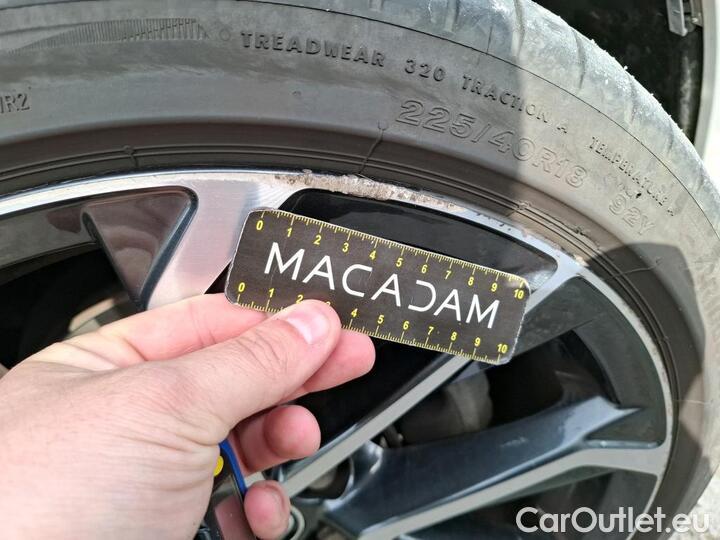 TREADWEAR 320 TRACTION A TEMPERATURE A
/R2
225/40R18 92Y
0 1 2 3 4 5 6 7 8 9 10
MACADAM
0 1 2 3 4 5 6 7 8 9 10
CarOutlet.eu